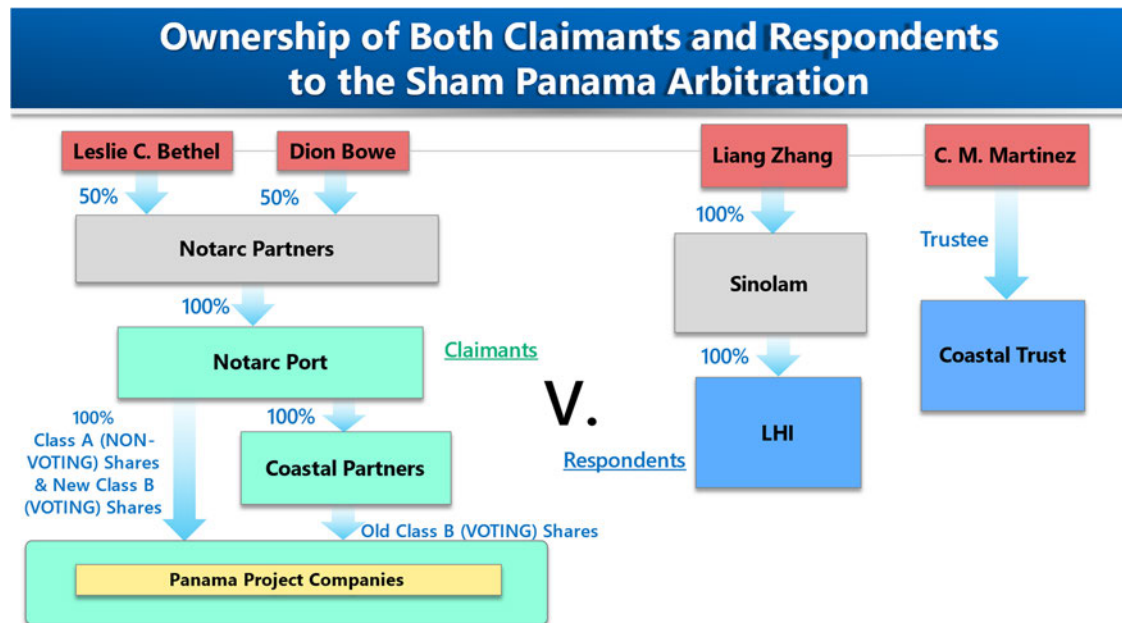 Ownership of Both Claimants and Respondents
to the Sham Panama Arbitration
Leslie C. Bethel
Dion Bowe
Liang Zhang
C. M. Martinez
50%
50%
100%
Trustee
Notarc Partners
Sinolam
100%
100%
Notarc Port
Claimants
Coastal Trust
V.
LHI
100%
Class A (NON-
VOTING) Shares
& New Class B
(VOTING) Shares
100%
Coastal Partners
Respondents
Old Class B (VOTING) Shares
Panama Project Companies